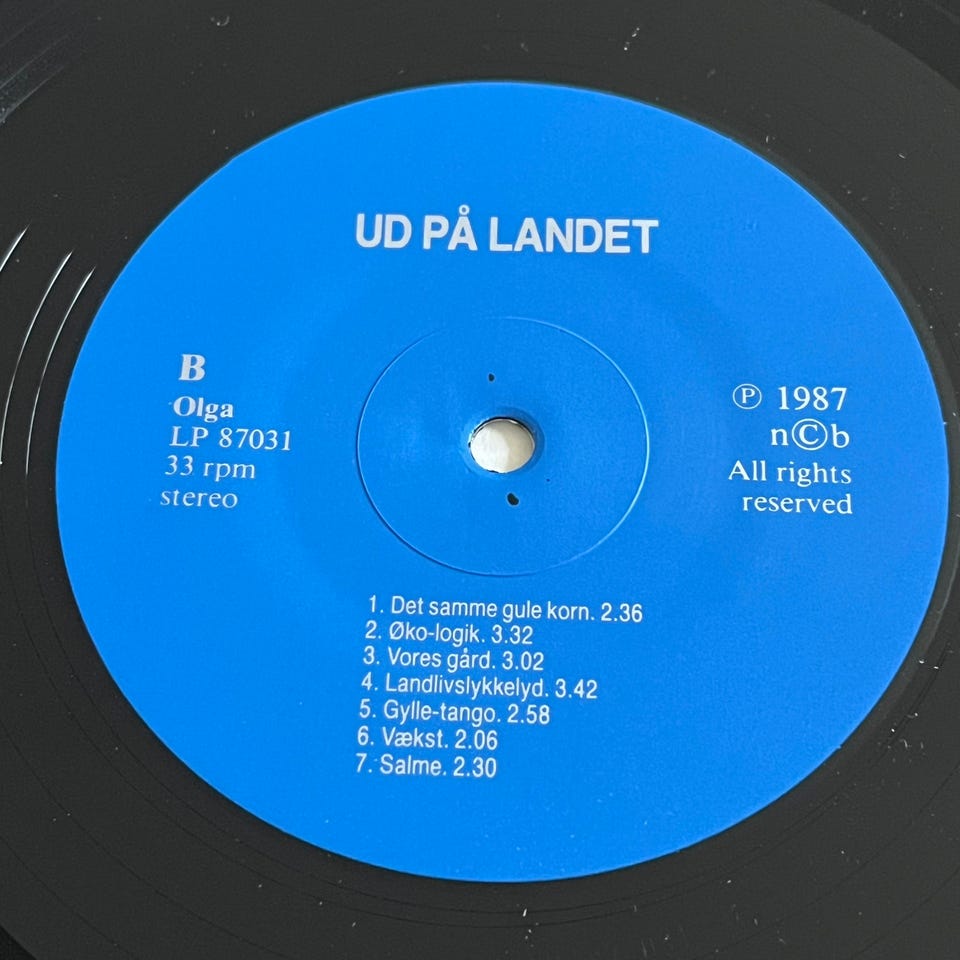 UD PÅ LANDET
B
Olga
LP 87031
33 rpm
stereo
Ⓟ 1987
n©b
All rights
reserved
1. Det samme gule korn. 2.36
2. Øko-logik. 3.32
3. Vores gård. 3.02
4. Landlivslykkelyd. 3.42
5. Gylle-tango. 2.58
6. Vækst. 2.06
7. Salme. 2.30